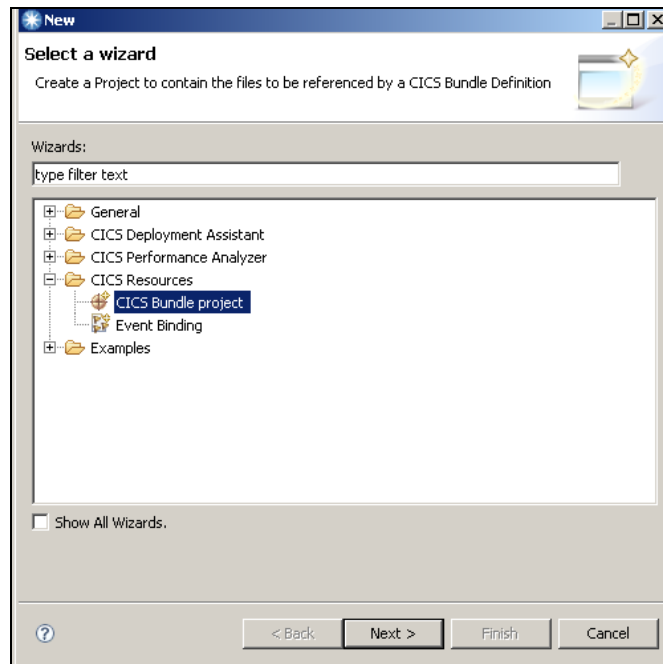 New
Select a wizard
Create a Project to contain the files to be referenced by a CICS Bundle Definition
Wizards:
type filter text
General
CICS Deployment Assistant
CICS Performance Analyzer
CICS Resources
CICS Bundle project
Event Binding
Examples
Show All Wizards.
? < Back Next > Finish Cancel